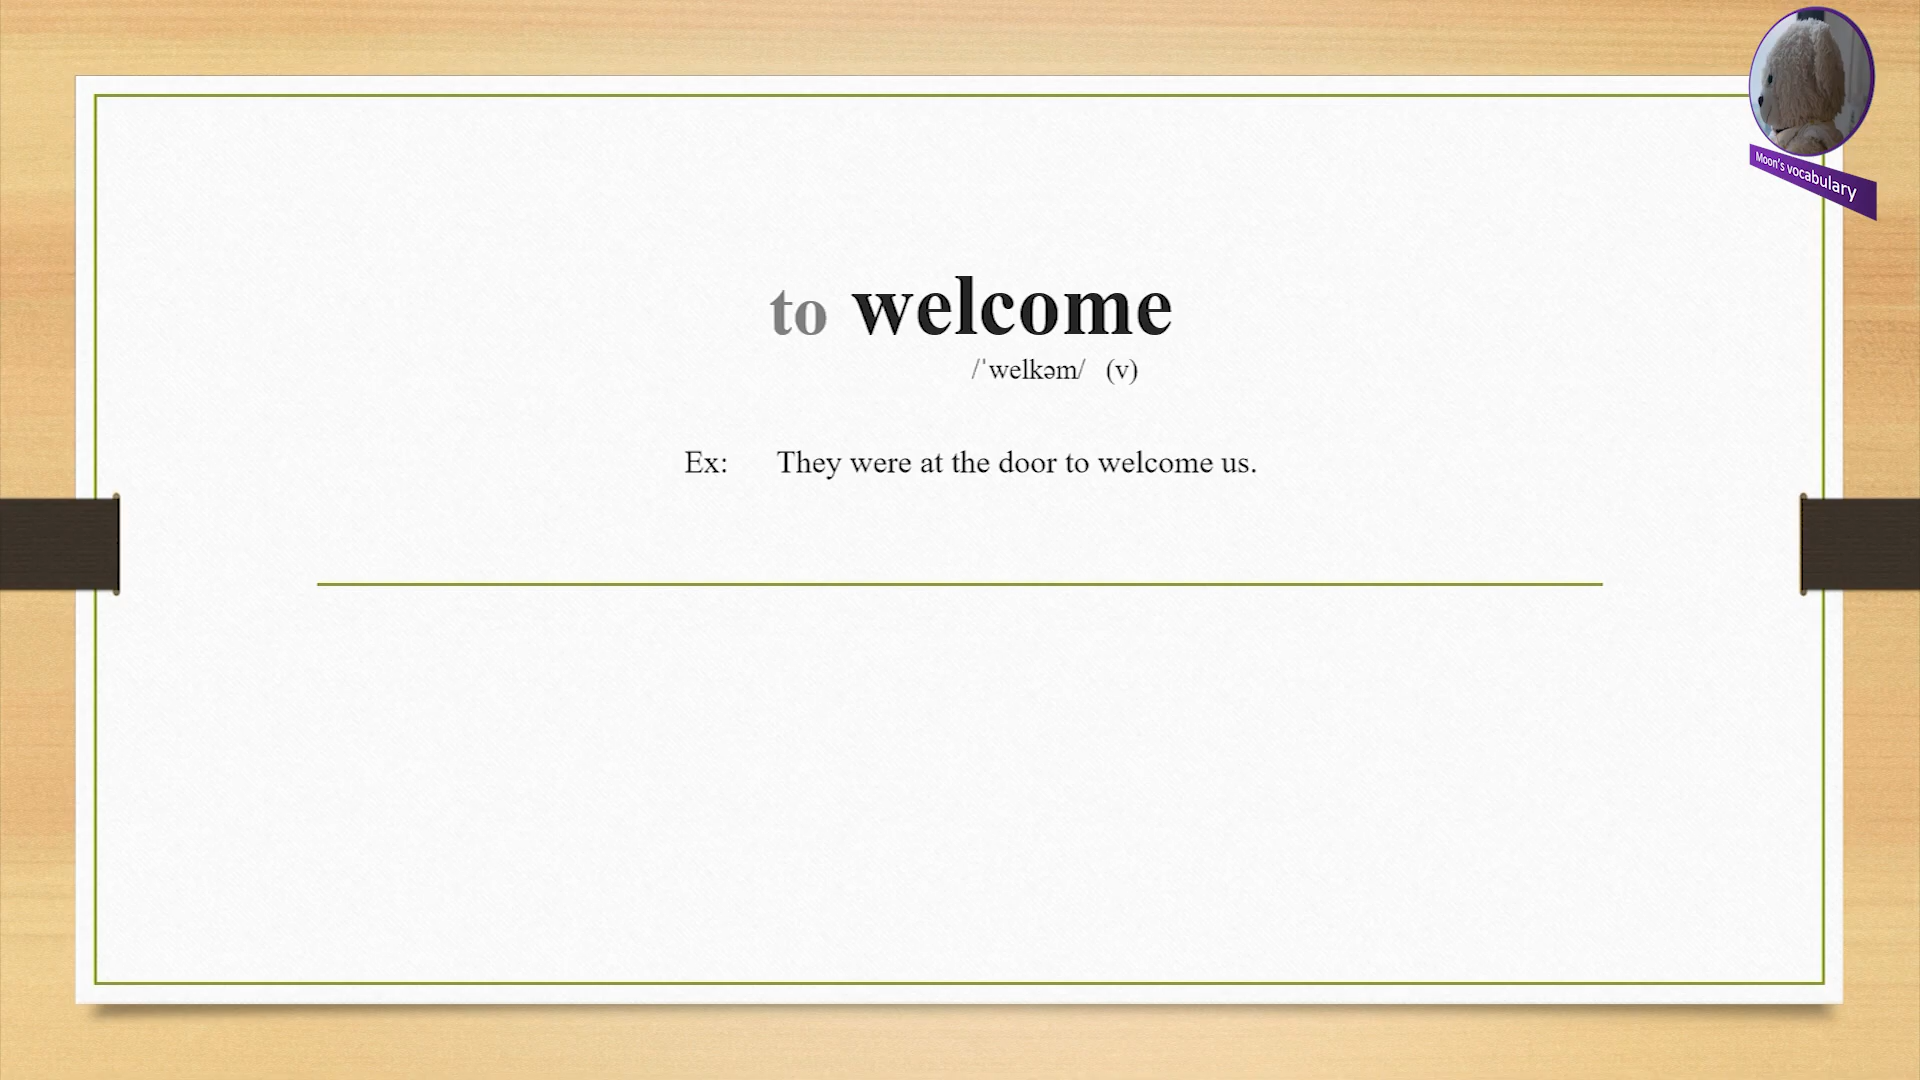 Moon's vocabulary
to welcome
/ˈwelkəm/ (v)
Ex: They were at the door to welcome us.